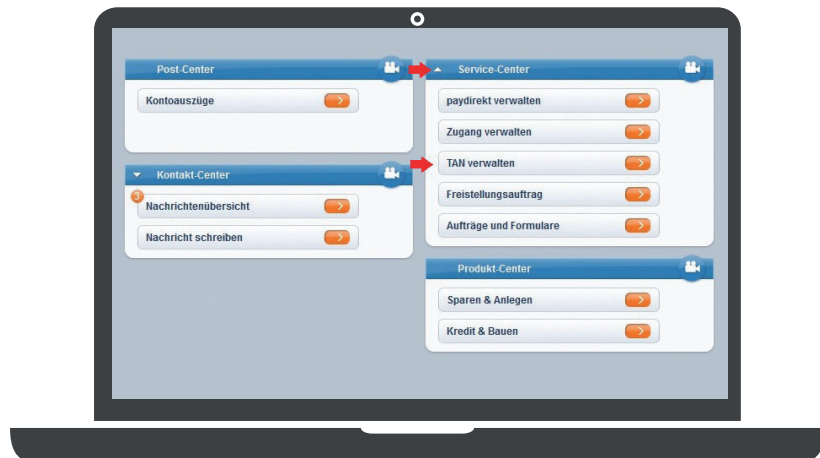 Post-Center
Kontoauszüge
Kontakt-Center
3
Nachrichtenübersicht
Nachricht schreiben
Service-Center
paydirekt verwalten
Zugang verwalten
TAN verwalten
Freistellungsauftrag
Aufträge und Formulare
Produkt-Center
Sparen & Anlegen
Kredit & Bauen